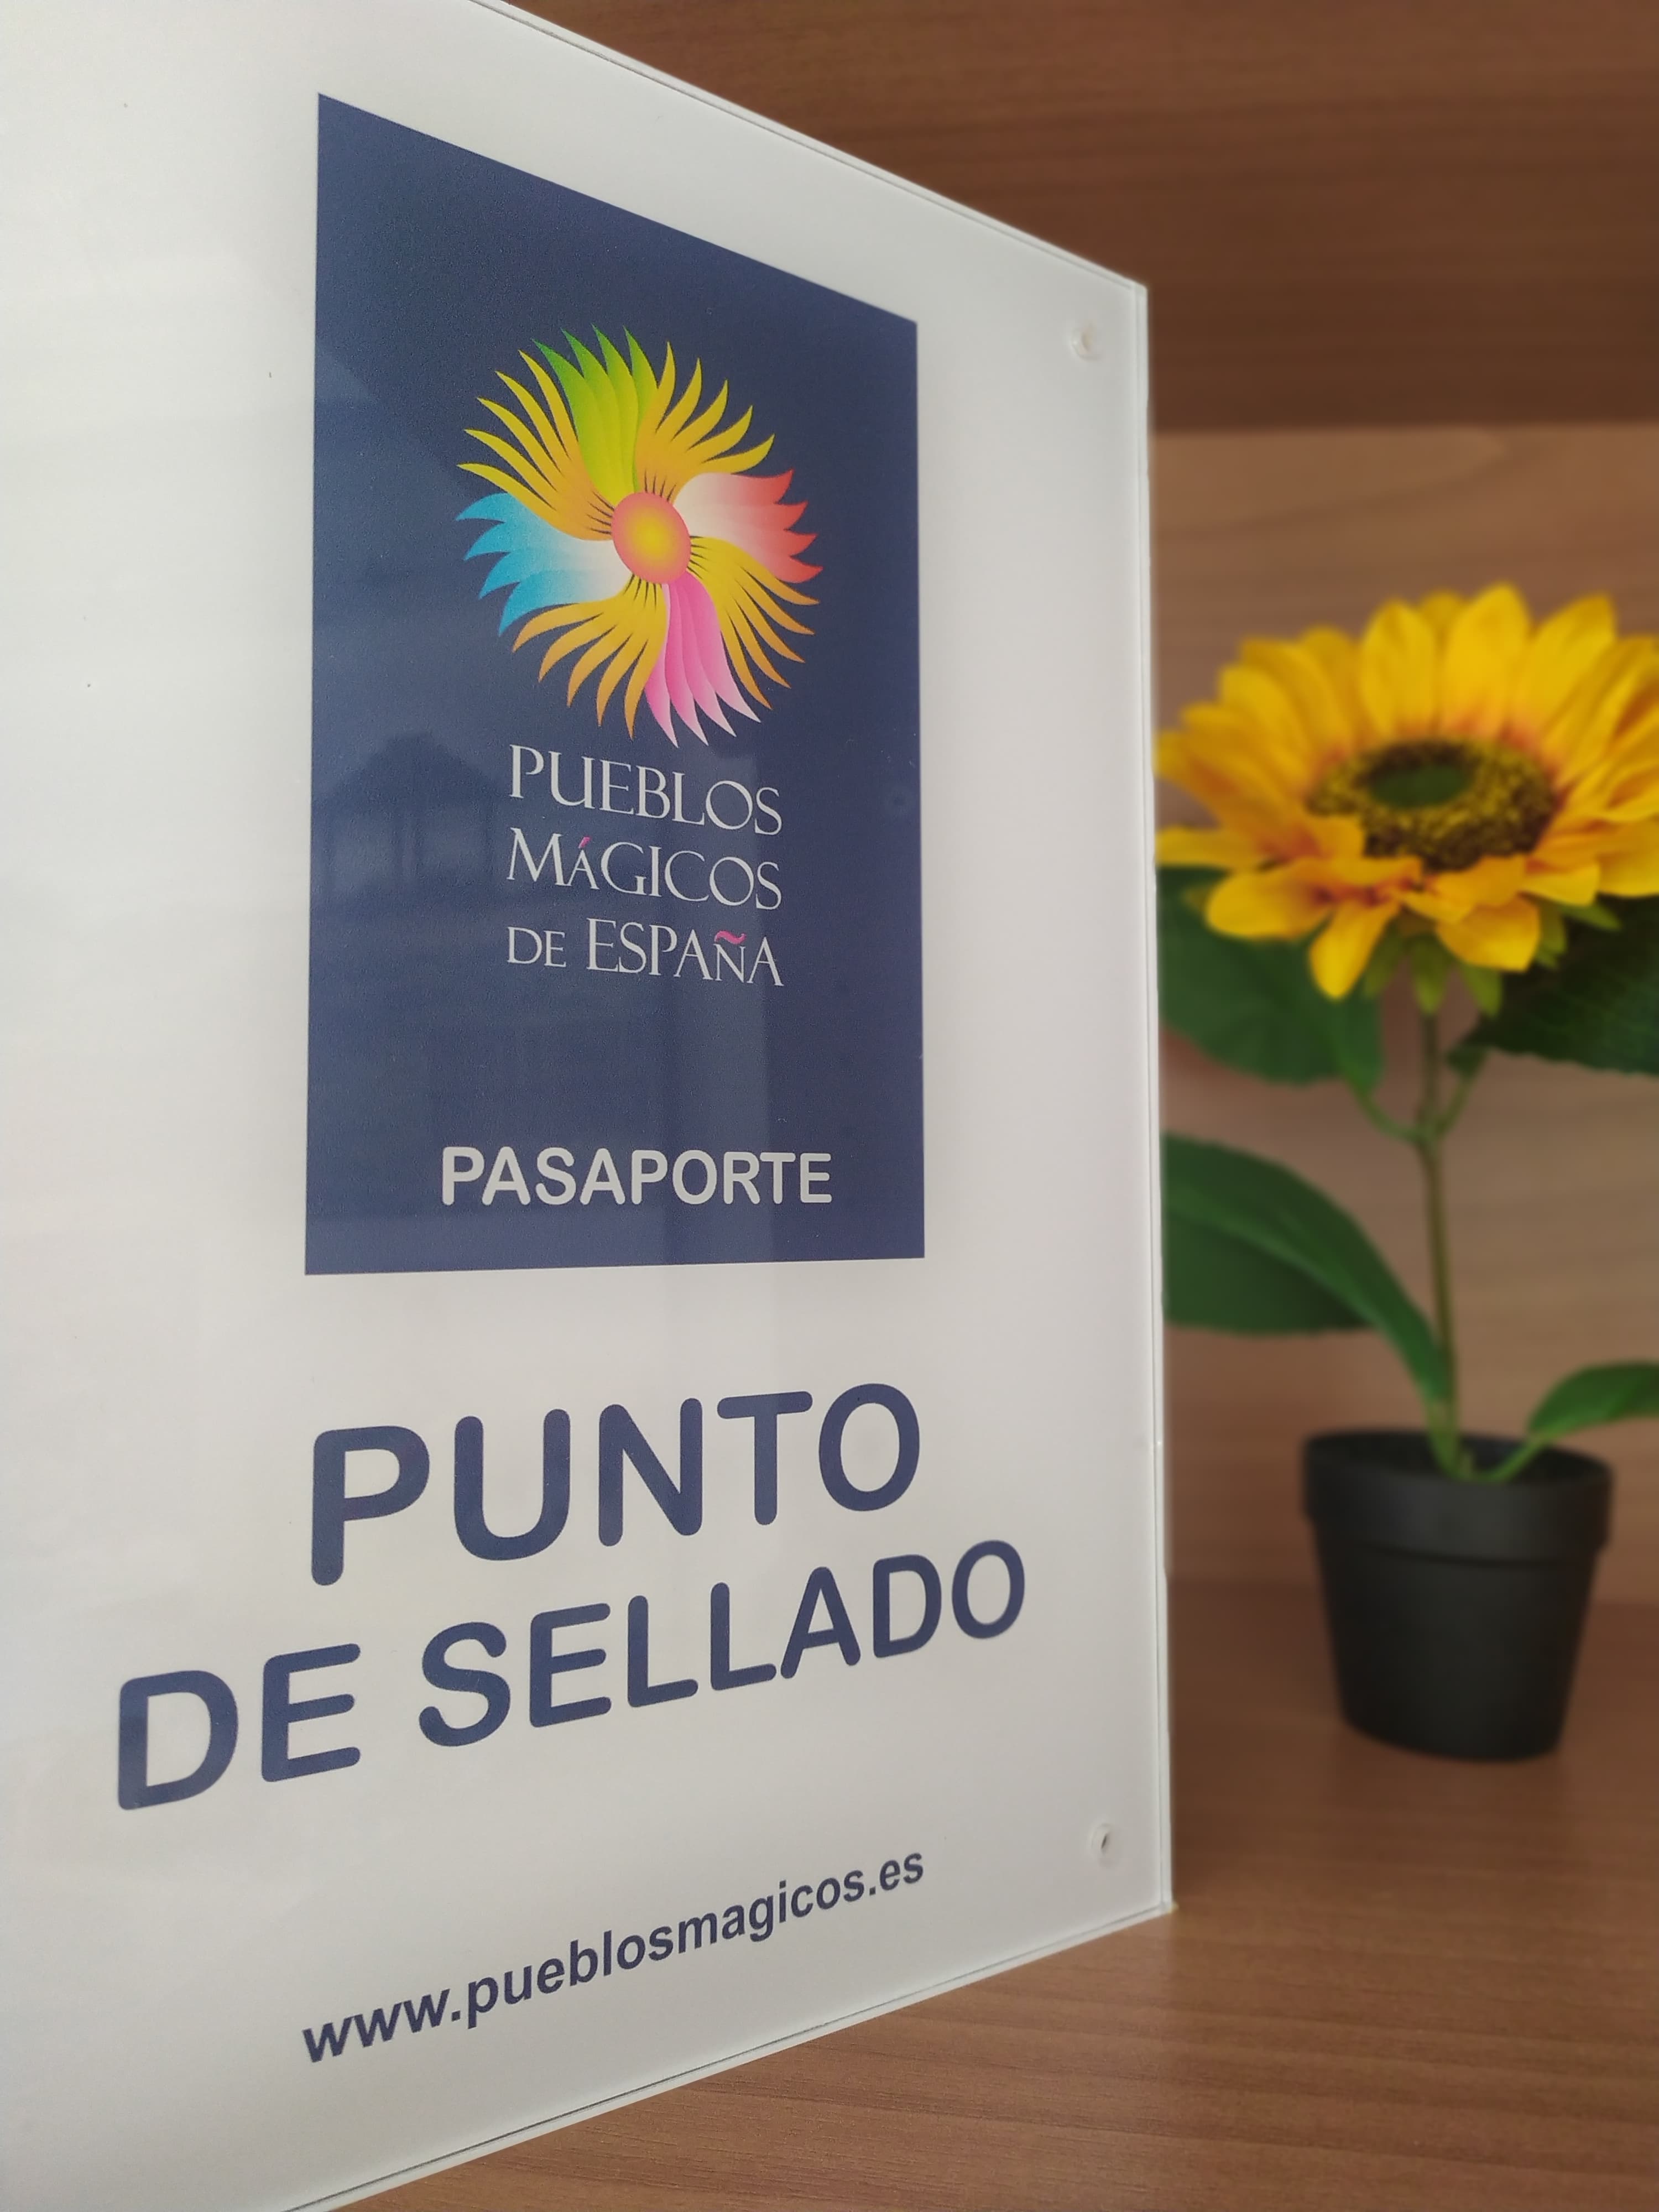 PUEBLOS
MÁGICOS
DE ESPAÑA
PASAPORTE
PUNTO
DE SELLADO
www.pueblosmagicos.es